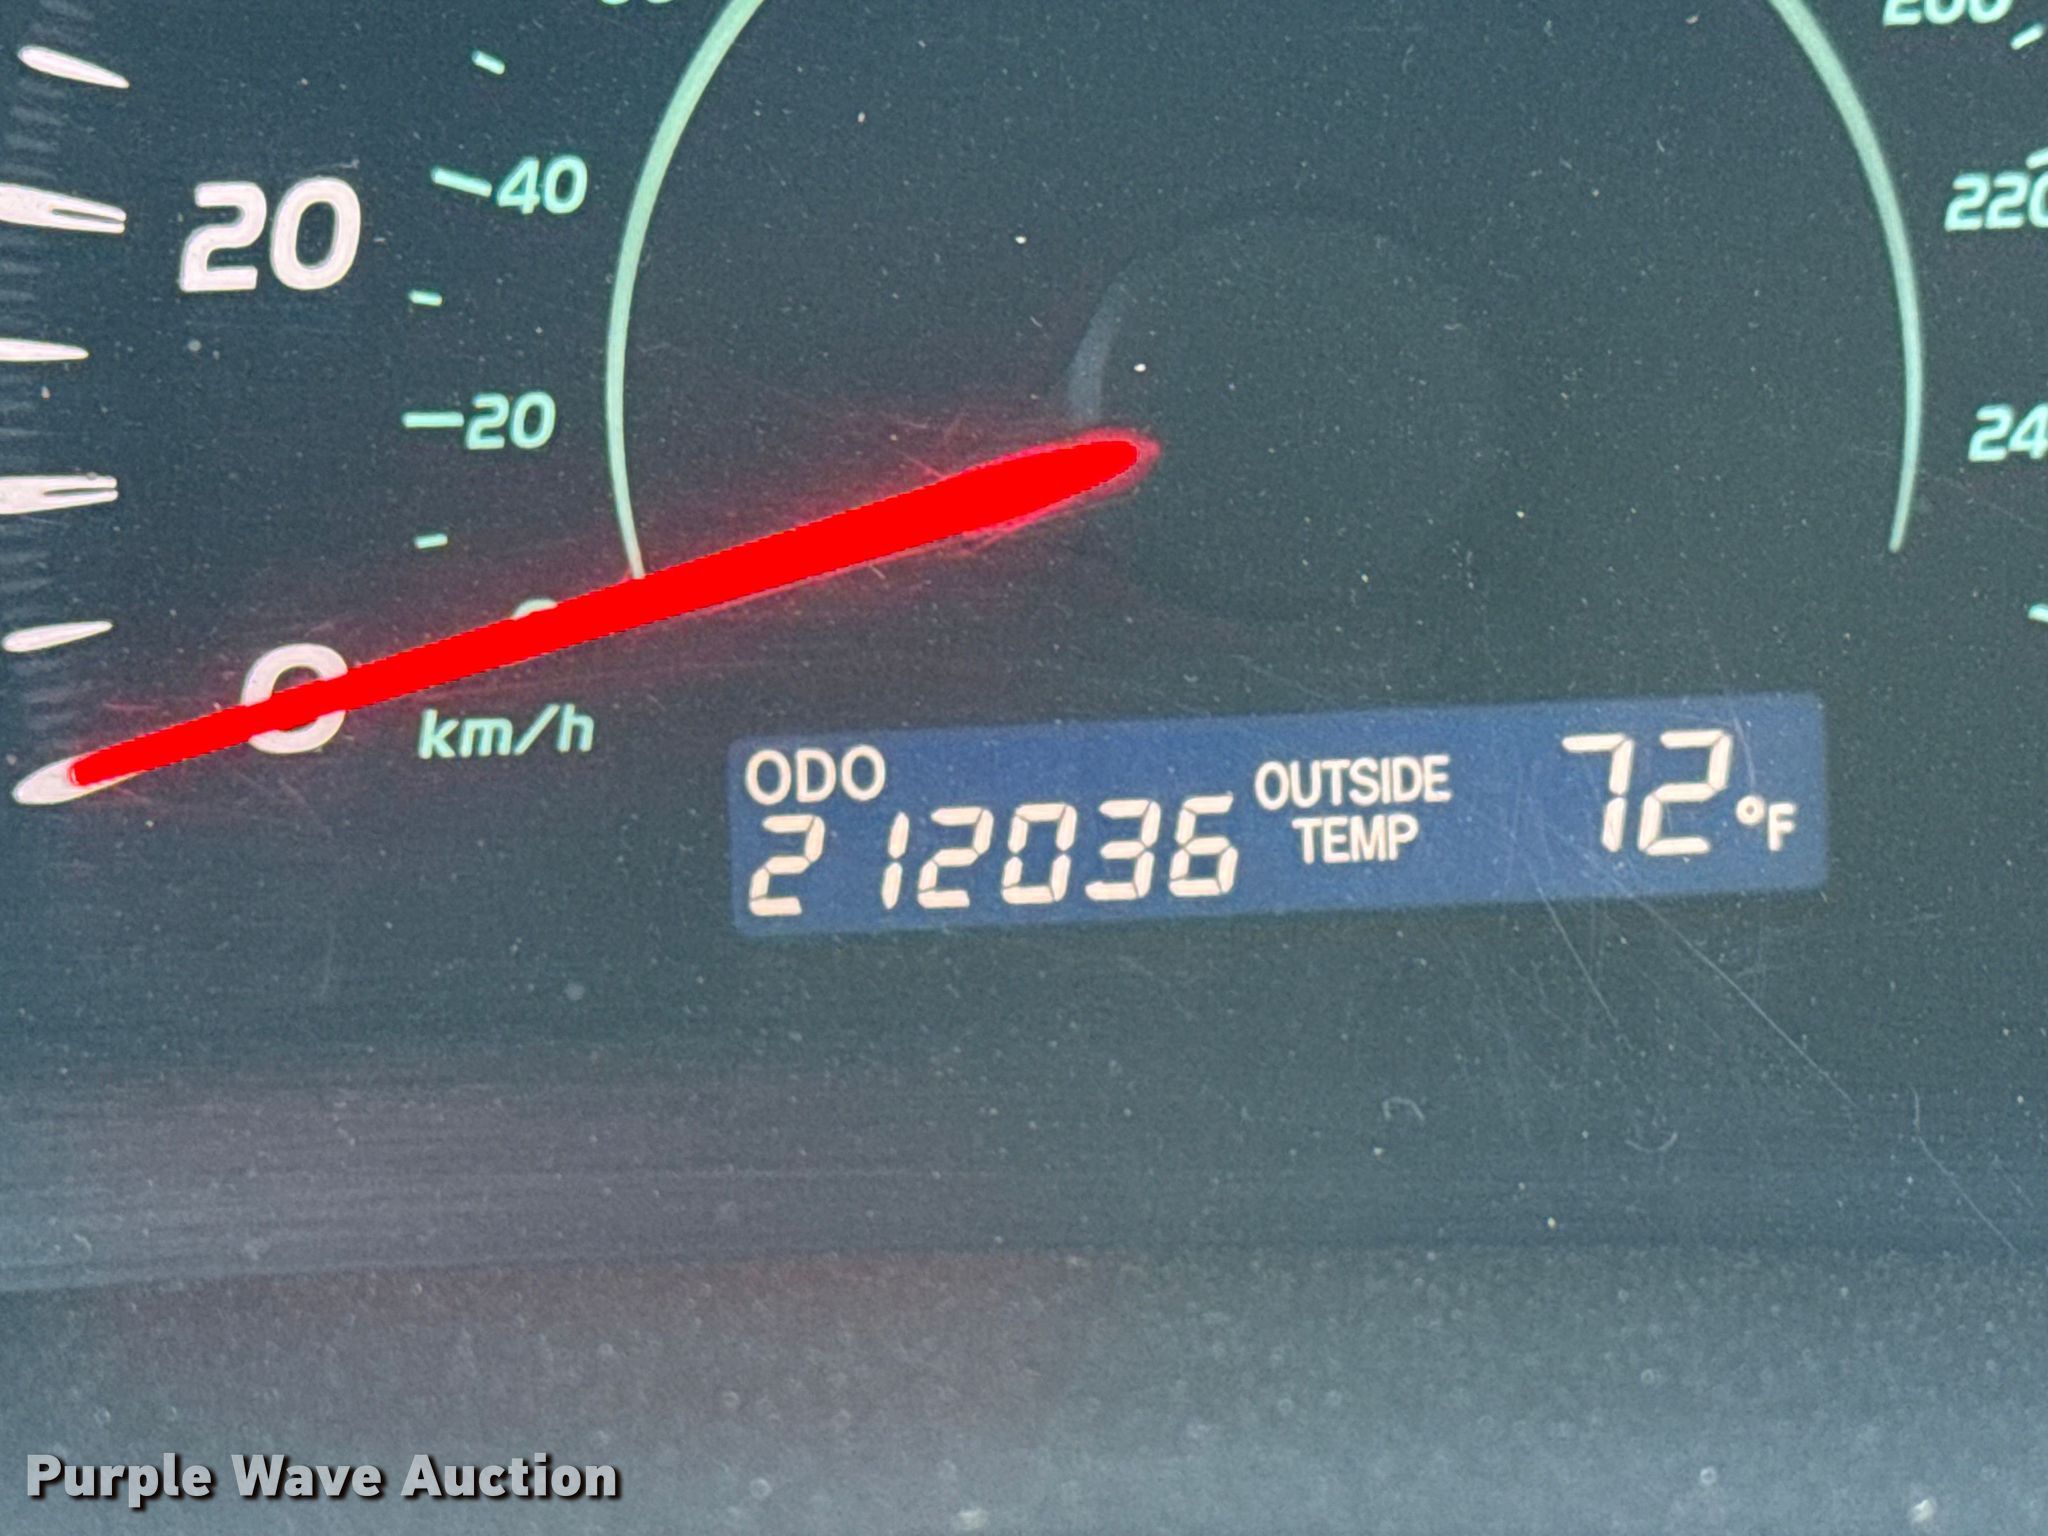 200
40
20
220
20
24
0
km/h
ODO
212036
OUTSIDE
TEMP
72°F
Purple Wave Auction